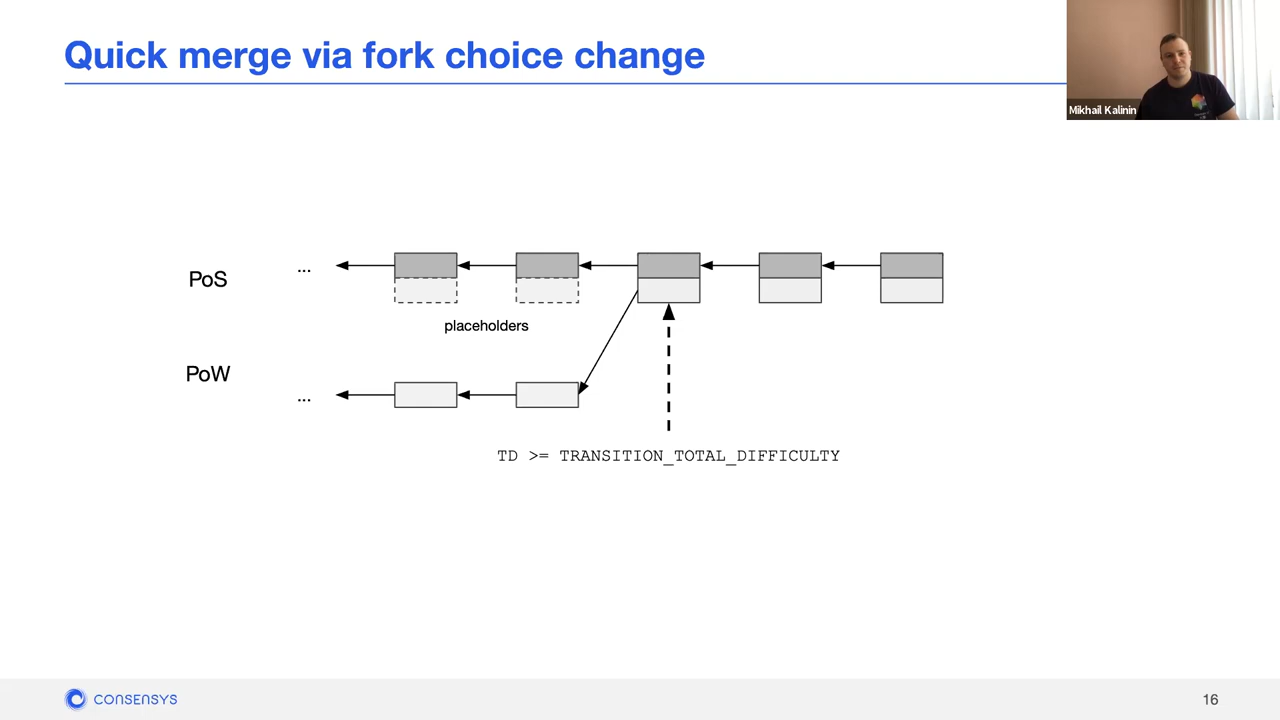 Quick merge via fork choice change
Mikhail Kalinin
PoS
...
placeholders
PoW
...
TD >= TRANSITION_TOTAL_DIFFICULTY
CONSENSYS
16